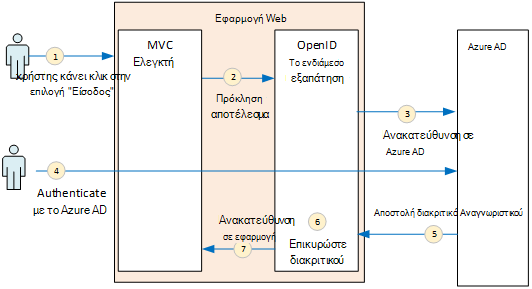 Εφαρμογή Web
MVC
Ελεγκτή
OpenID
Το ενδιάμεσο
εξαπάτηση
Azure AD
1
χρήστης κάνει κλικ στην
επιλογή "Είσοδος"
2
Πρόκληση
αποτέλεσμα
3
Ανακατεύθυνση σε
Azure AD
4
Authenticate
με το Azure AD
Αποστολή διακριτικό Αναγνωριστικού
5
6
Επικυρώστε
διακριτικού
Ανακατεύθυνση
σε εφαρμογή
7